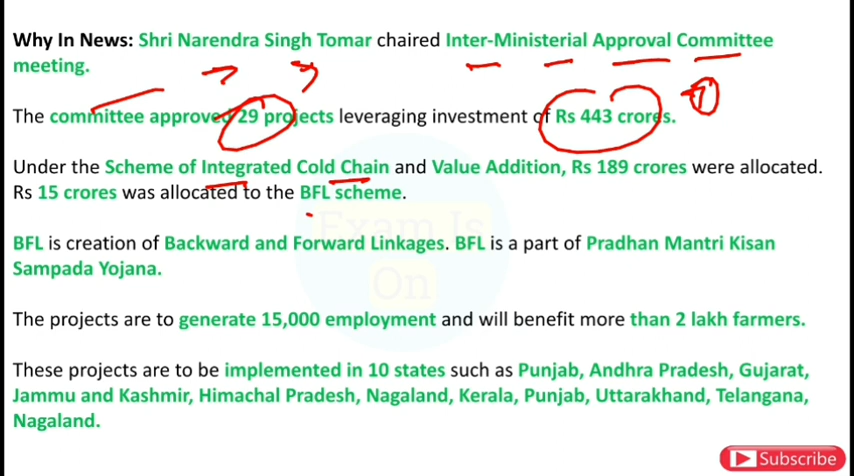 Why In News: Shri Narendra Singh Tomar chaired Inter-Ministerial Approval Committee
meeting.
The committee approved 29 projects leveraging investment of Rs 443 crores.
Under the Scheme of Integrated Cold Chain and Value Addition, Rs 189 crores were allocated.
Rs 15 crores was allocated to the BFL scheme.
Exam Is
On
BFL is creation of Backward and Forward Linkages. BFL is a part of Pradhan Mantri Kisan
Sampada Yojana.
The projects are to generate 15,000 employment and will benefit more than 2 lakh farmers.
These projects are to be implemented in 10 states such as Punjab, Andhra Pradesh, Gujarat,
Jammu and Kashmir, Himachal Pradesh, Nagaland, Kerala, Punjab, Uttarakhand, Telangana,
Nagaland.
Subscribe